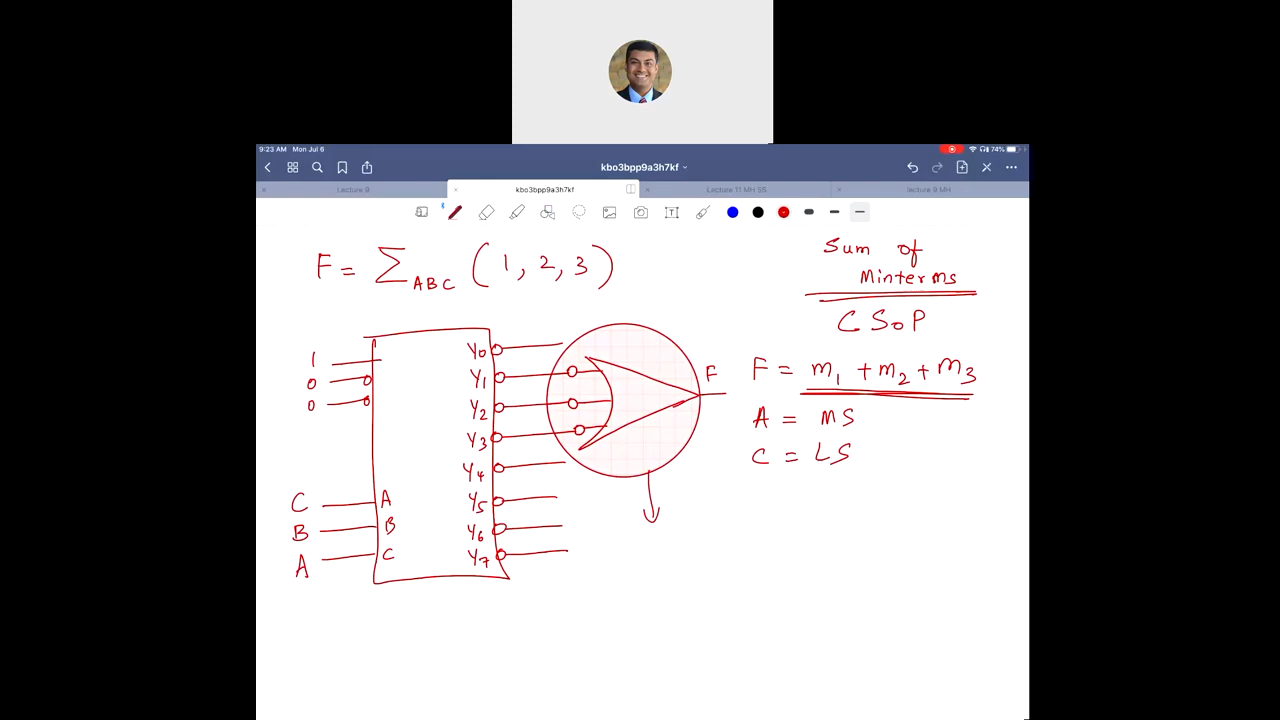 9:23 AM Mon Jul 6
74%
kbo3bpp9a3h7kf
Lecture 9
kbo3bpp9a3h7kf
Lecture 11 MH SS
lecture 9 MH
F = Σ ABC (1, 2, 3)
Sum of
Minterms
CSOP
F = m1 + m2 + m3
A = MS
C = LS
1
0
0
C A
B B
A C
Y0
Y1
Y2
Y3
Y4
Y5
Y6
Y7
F